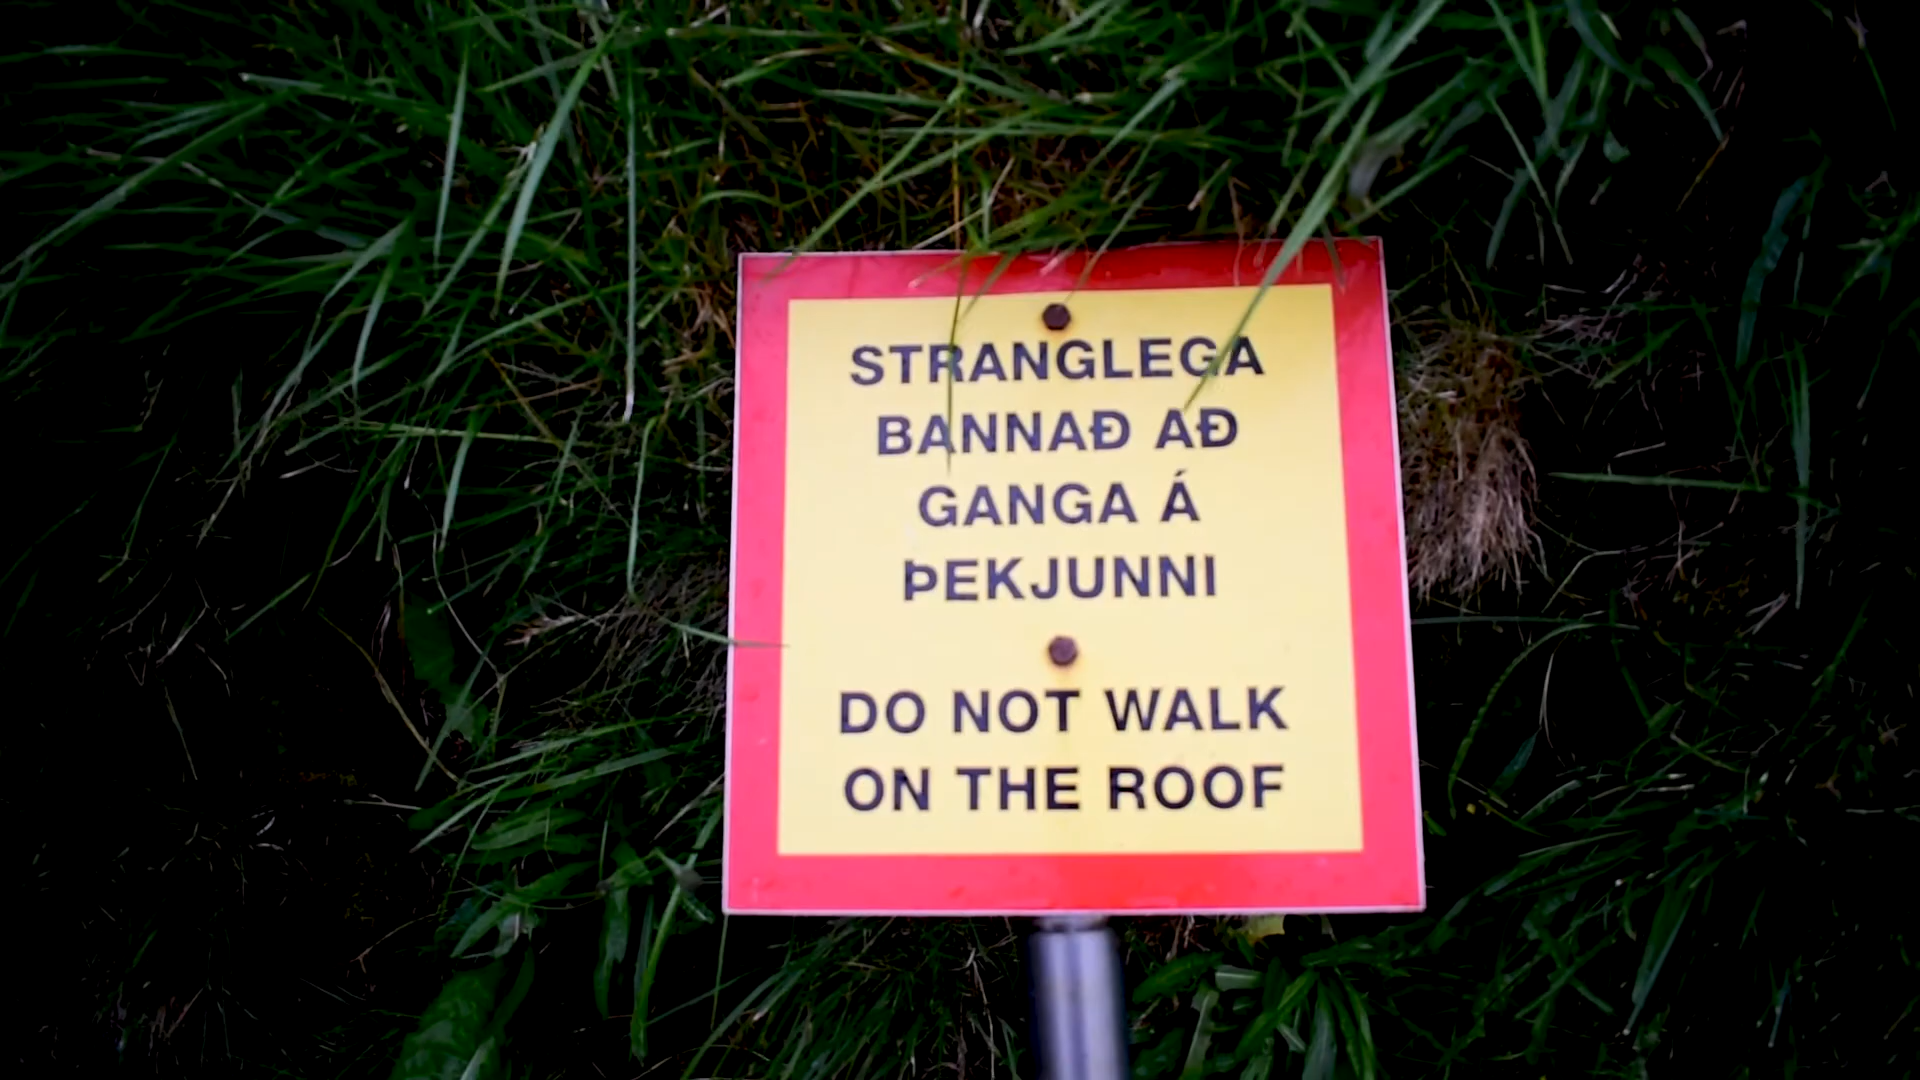 STRANGLEGA
BANNAÐ AÐ
GANGA Á
ÞEKJUNNI
DO NOT WALK
ON THE ROOF